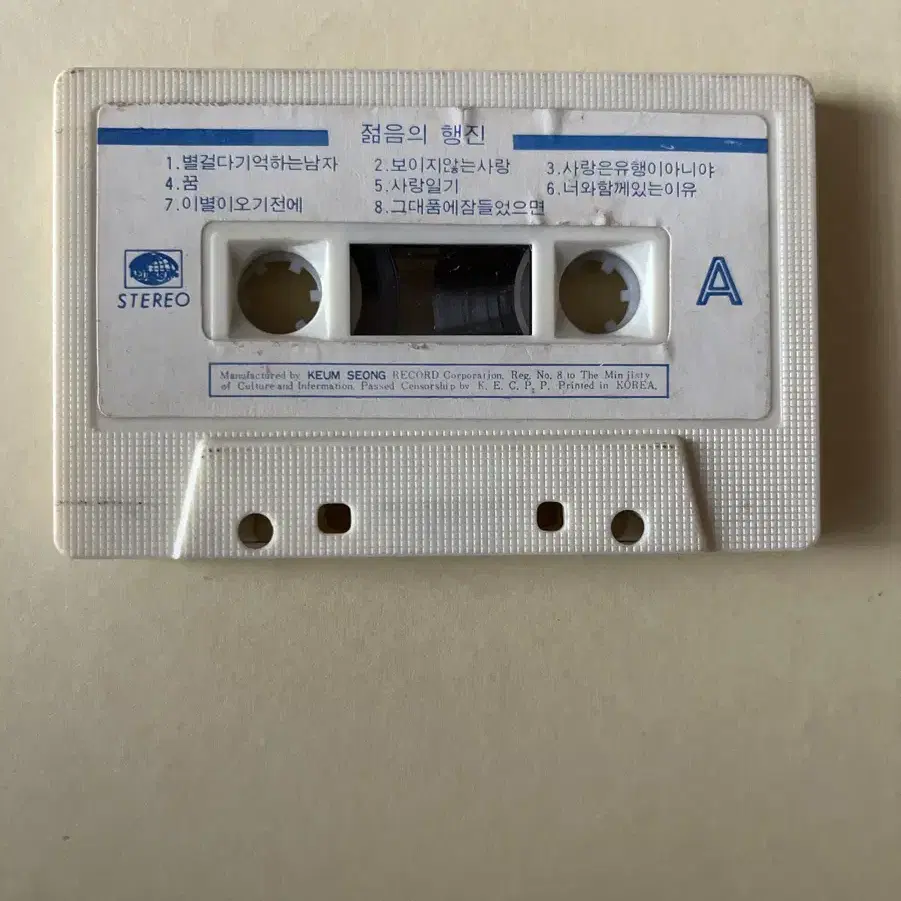 젊음의 행진
1.별걸다기억하는남자 2.보이지않는사랑 3.사랑은유행이아니야
4.꿈 5.사랑일기 6.너와함께있는이유
7.이별이오기전에 8.그대품에잠들었으면
STEREO
A
Manufactured by KEUM SEONG RECORD Corporation. Reg. No. 8 to The Minjisty
of Culture and Information. Passed Censorship by K. E. C. P. P. Printed in KOREA.